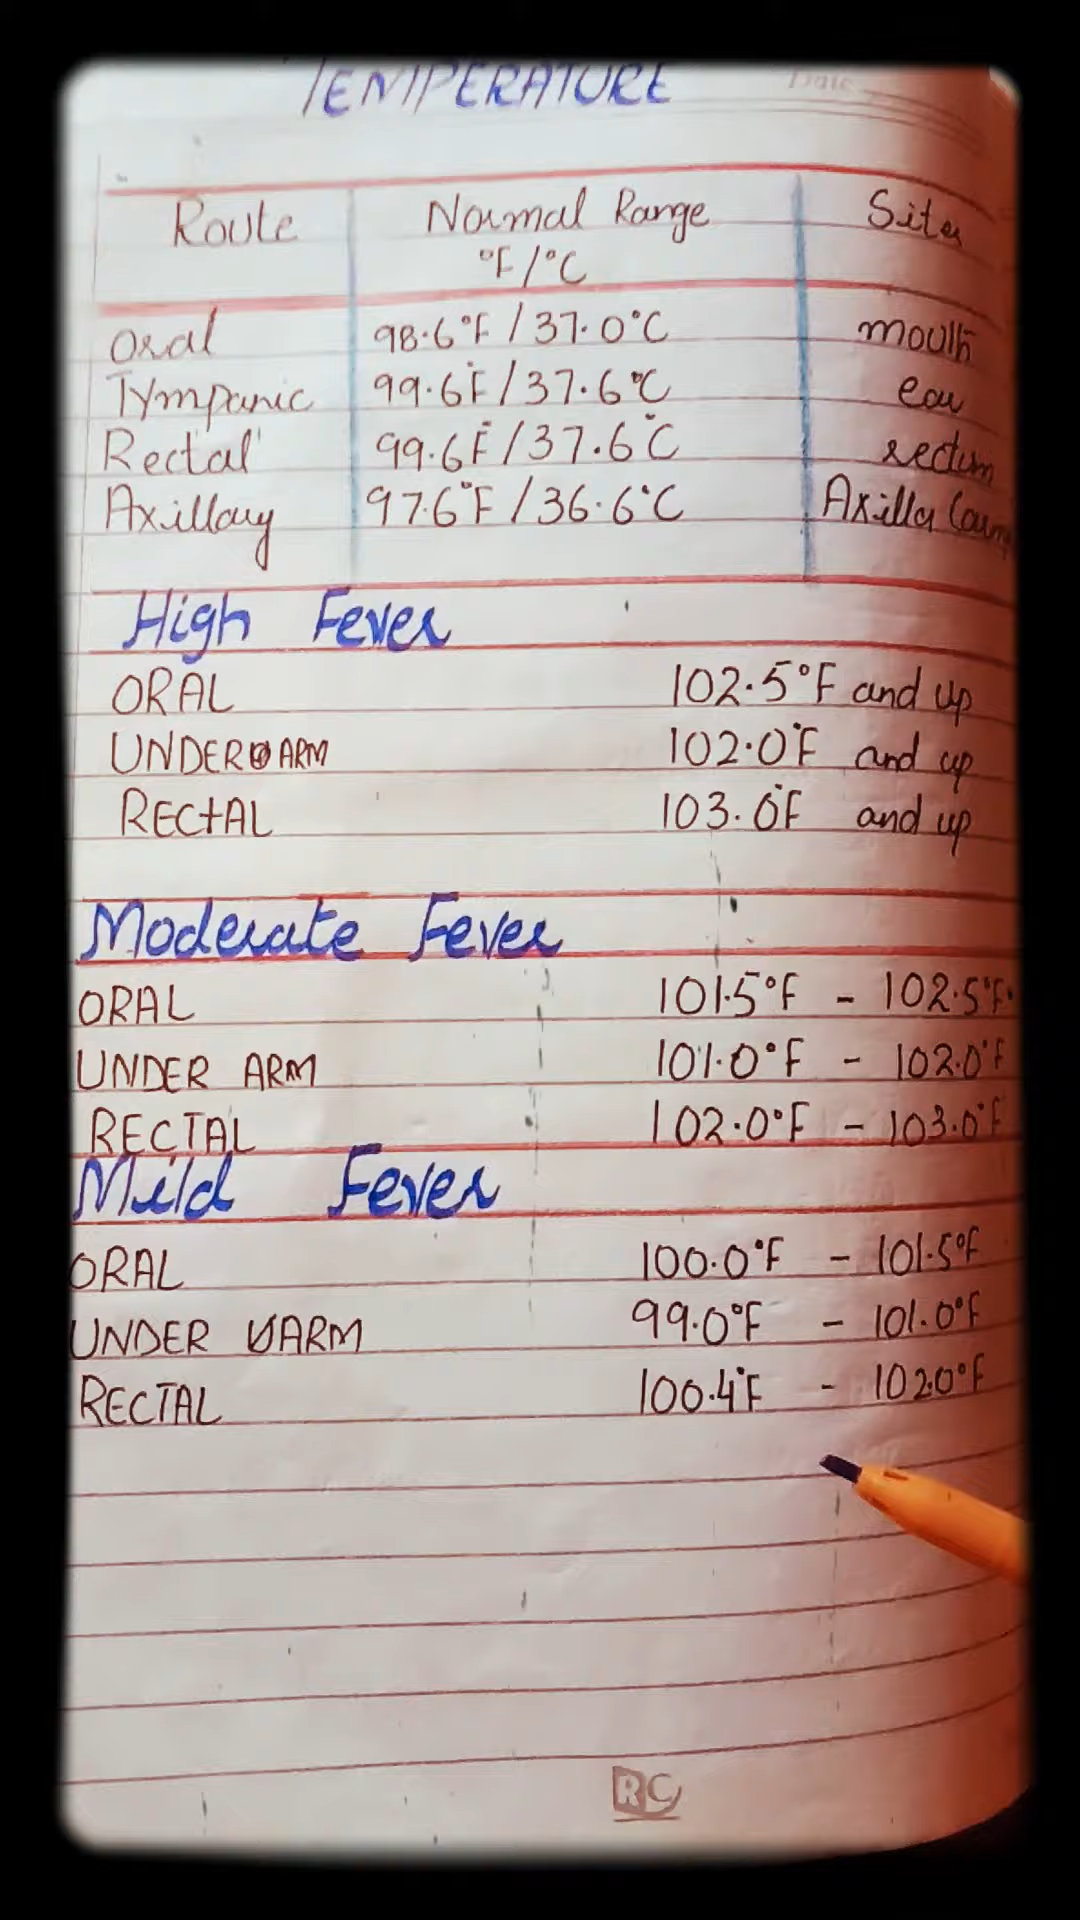 TEMPERATURE
Date
Route Normal Range Sites
°F/°C
Oral 98.6°F/37.0°C mouth
Tympanic 99.6°F/37.6°C ear
Rectal 99.6°F/37.6°C rectum
Axillary 97.6°F/36.6°C Axilla (arm
High Fever
ORAL 102.5°F and up
UNDER ARM 102.0°F and up
RECTAL 103.0°F and up
Moderate Fever
ORAL 101.5°F - 102.5°F
UNDER ARM 101.0°F - 102.0°F
RECTAL 102.0°F - 103.0°F
Mild Fever
ORAL 100.0°F - 101.5°F
UNDER ARM 99.0°F - 101.0°F
RECTAL 100.4°F - 102.0°F
RC